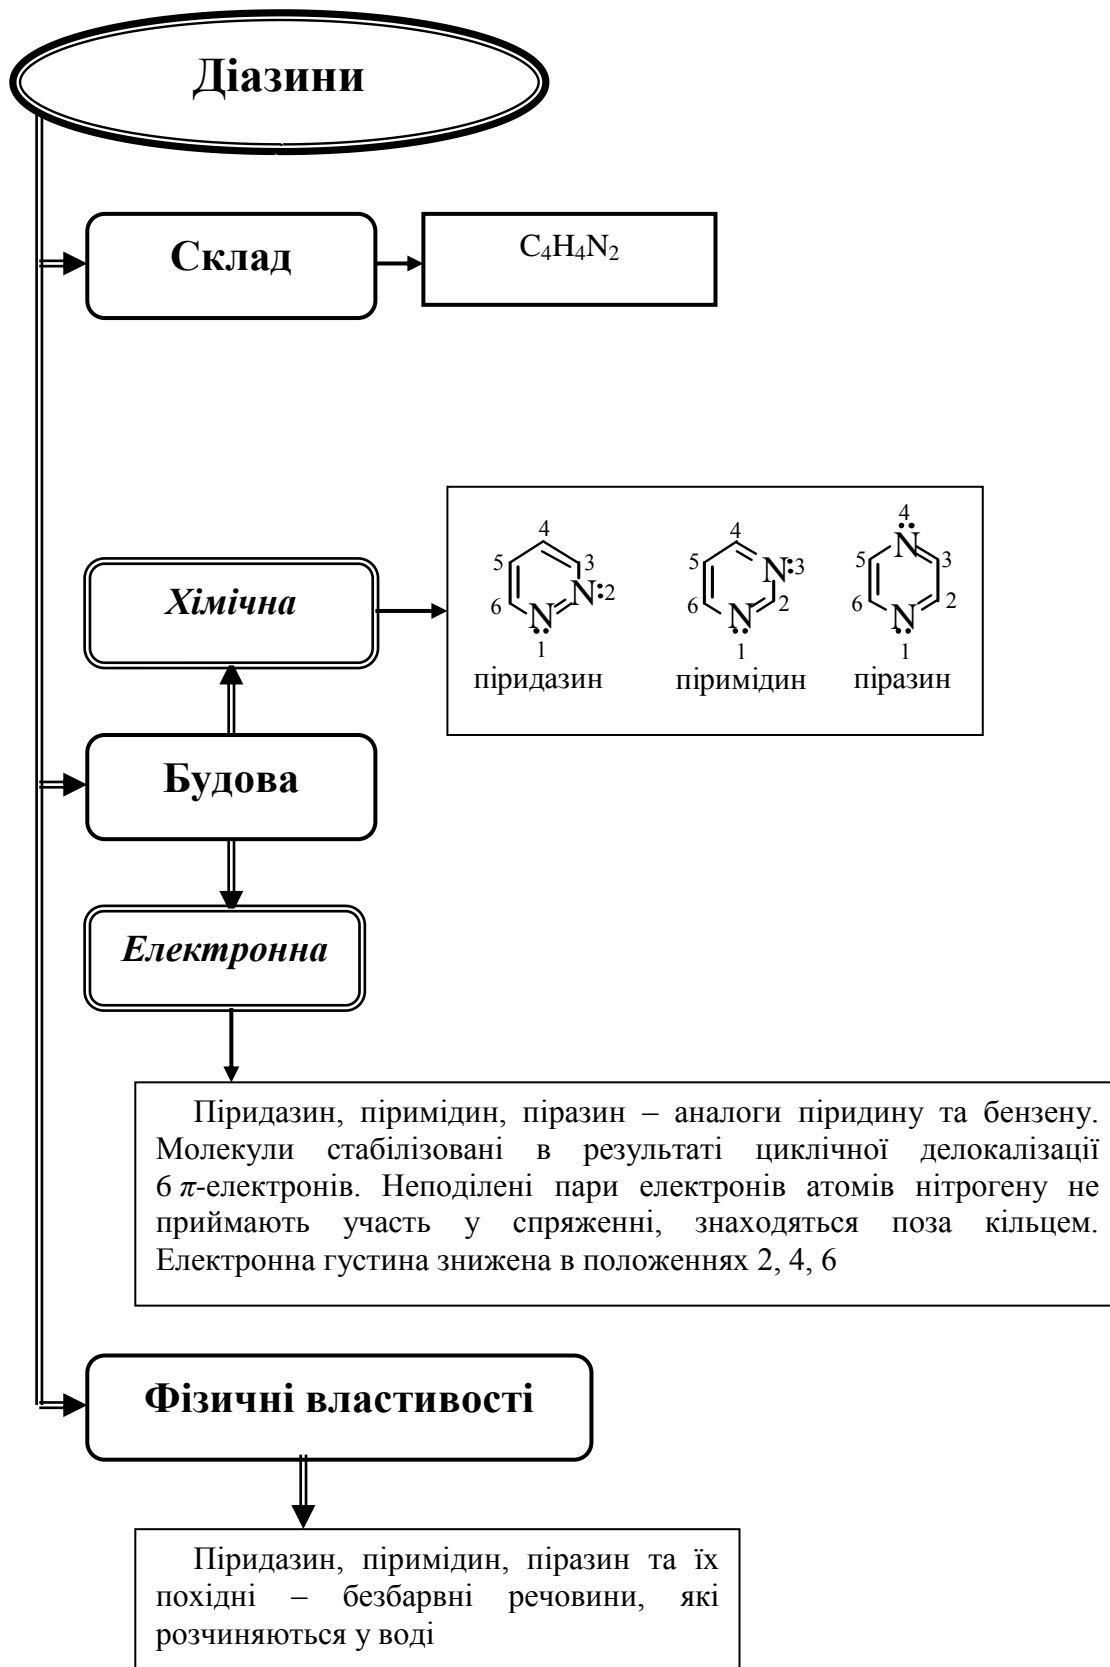 Діазини
Склад
C₄H₄N₂
4
5 3
6 N:2
N
1
піридазин
4
5 N:3
6 2
N
1
піримідин
4
N
5 3
6 2
N
1
піразин
Хімічна
Будова
Електронна
Піридазин, піримідин, піразин – аналоги піридину та бензену.
Молекули стабілізовані в результаті циклічної делокалізації
6 π-електронів. Неподілені пари електронів атомів нітрогену не
приймають участь у спряженні, знаходяться поза кільцем.
Електронна густина знижена в положеннях 2, 4, 6
Фізичні властивості
Піридазин, піримідин, піразин та їх
похідні – безбарвні речовини, які
розчиняються у воді